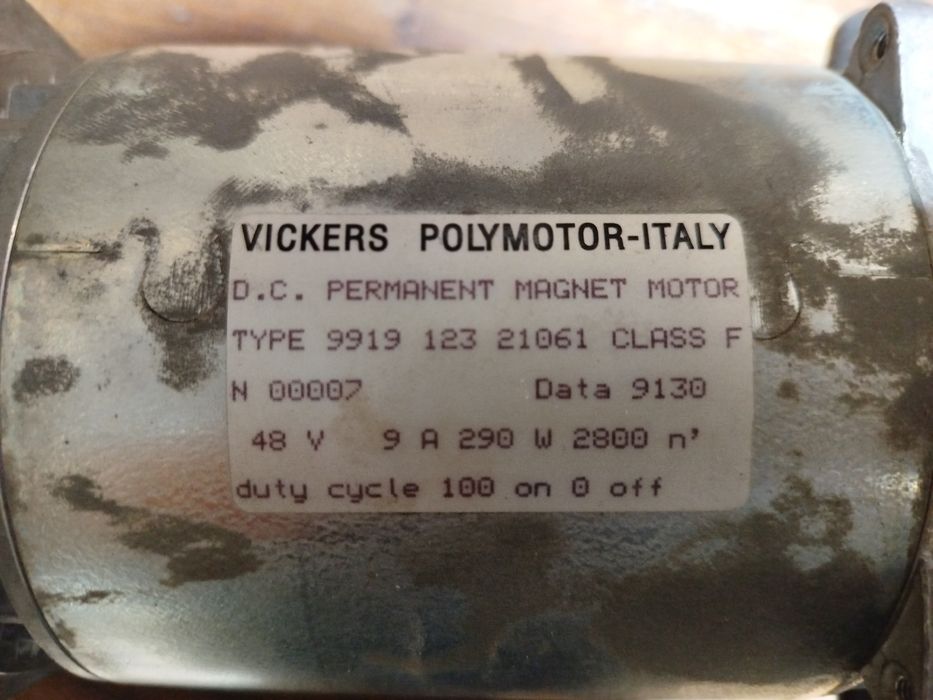 VICKERS POLYMOTOR-ITALY
D.C. PERMANENT MAGNET MOTOR
TYPE 9919 123 21061 CLASS F
N 00007 Data 9130
48 V 9 A 290 W 2800 n'
duty cycle 100 on 0 off